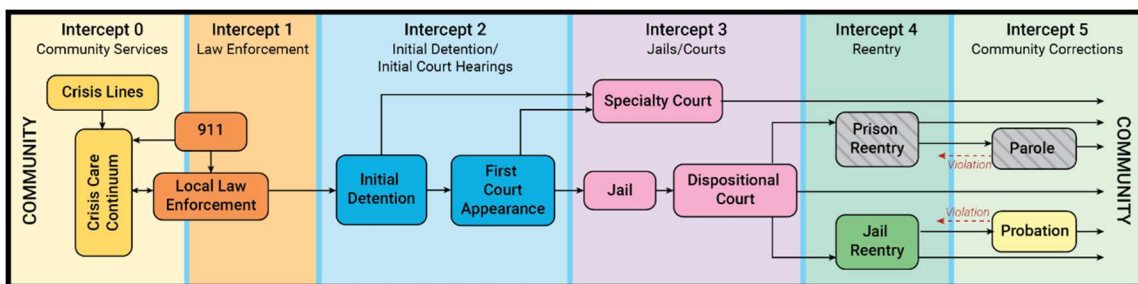 Intercept 0
Community Services
Intercept 1
Law Enforcement
Intercept 2
Initial Detention/
Initial Court Hearings
Intercept 3
Jails/Courts
Intercept 4
Reentry
Intercept 5
Community Corrections
COMMUNITY
Crisis Lines
Crisis Care
Continuum
911
Local Law
Enforcement
Initial
Detention
First
Court
Appearance
Specialty Court
Jail
Dispositional
Court
Prison
Reentry
Violation
Parole
Jail
Reentry
Violation
Probation
COMMUNITY